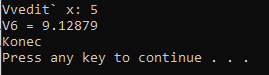 Vvedit` x: 5
V6 = 9.12879
Konec
Press any key to continue . . .